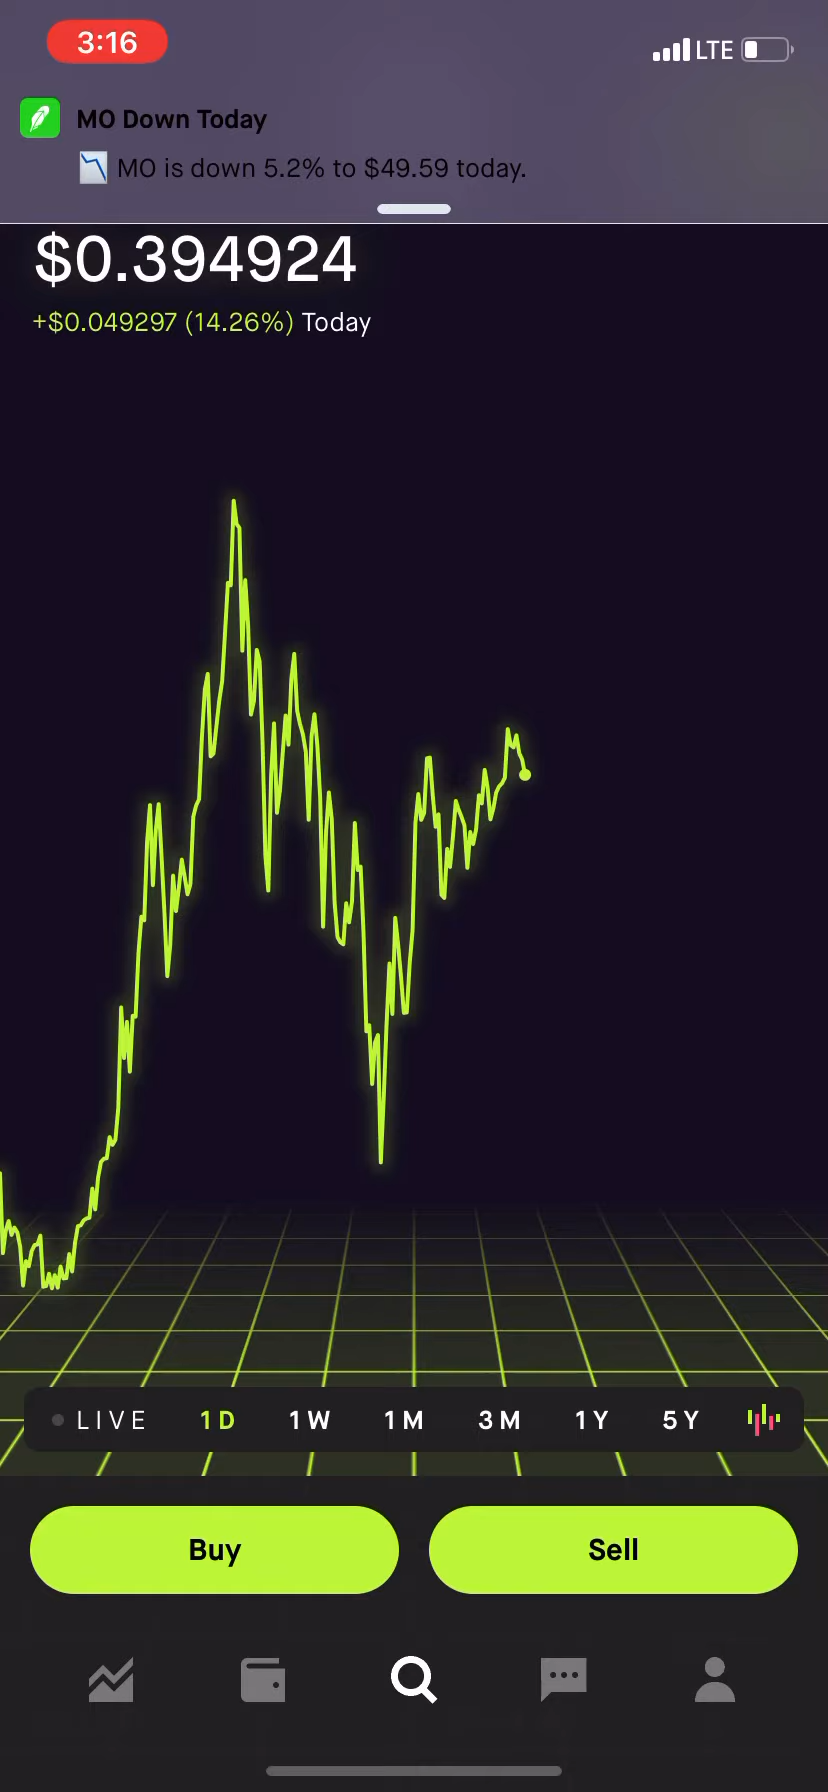 3:16
LTE
MO Down Today
📉 MO is down 5.2% to $49.59 today.
$0.394924
+$0.049297 (14.26%) Today
LIVE 1D 1W 1M 3M 1Y 5Y
Buy Sell